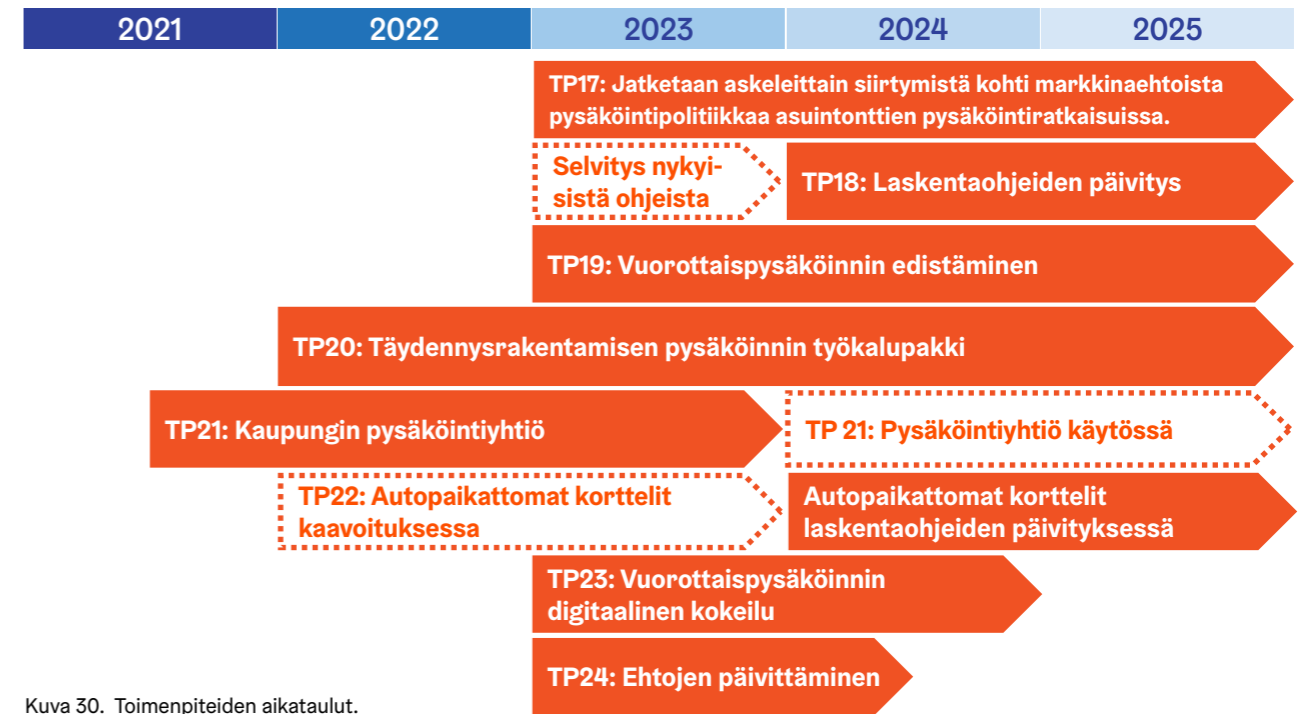 2021 2022 2023 2024 2025
TP17: Jatketaan askeleittain siirtymistä kohti markkinaehtoista
pysäköintipolitiikkaa asuintonttien pysäköintiratkaisuissa.
Selvitys nykyi-
sistä ohjeista
TP18: Laskentaohjeiden päivitys
TP19: Vuorottaispysäköinnin edistäminen
TP20: Täydennysrakentamisen pysäköinnin työkalupakki
TP21: Kaupungin pysäköintiyhtiö
TP 21: Pysäköintiyhtiö käytössä
TP22: Autopaikattomat korttelit
kaavoituksessa
Autopaikattomat korttelit
laskentaohjeiden päivityksessä
TP23: Vuorottaispysäköinnin
digitaalinen kokeilu
TP24: Ehtojen päivittäminen
Kuva 30. Toimenpiteiden aikataulut.